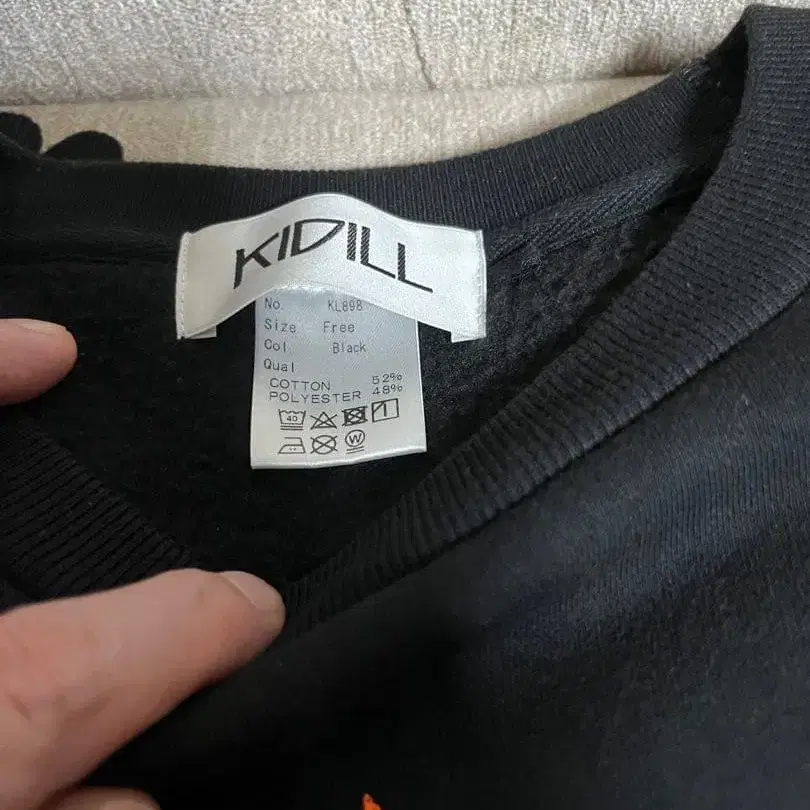 KIDILL
No. KL898
Size Free
Col Black
Qual
COTTON 52%
POLYESTER 48%
40
W